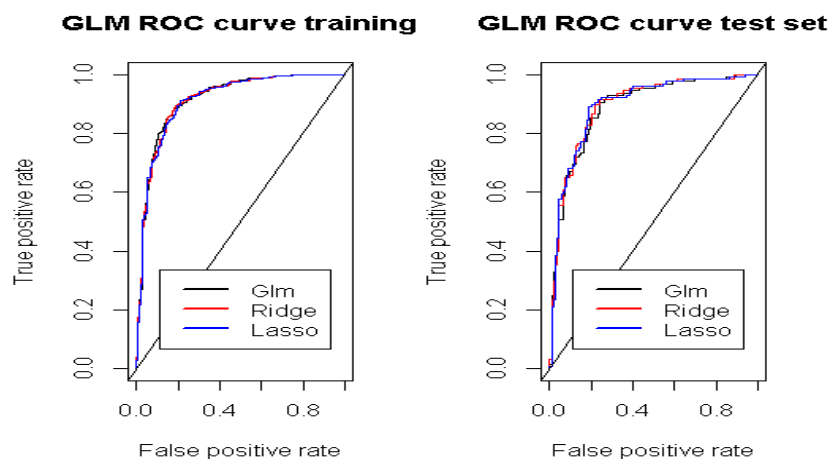 GLM ROC curve training
True positive rate
0.0
0.2
0.4
0.6
0.8
1.0
Glm
Ridge
Lasso
0.0
0.4
0.8
False positive rate
GLM ROC curve test set
True positive rate
0.0
0.2
0.4
0.6
0.8
1.0
Glm
Ridge
Lasso
0.0
0.4
0.8
False positive rate